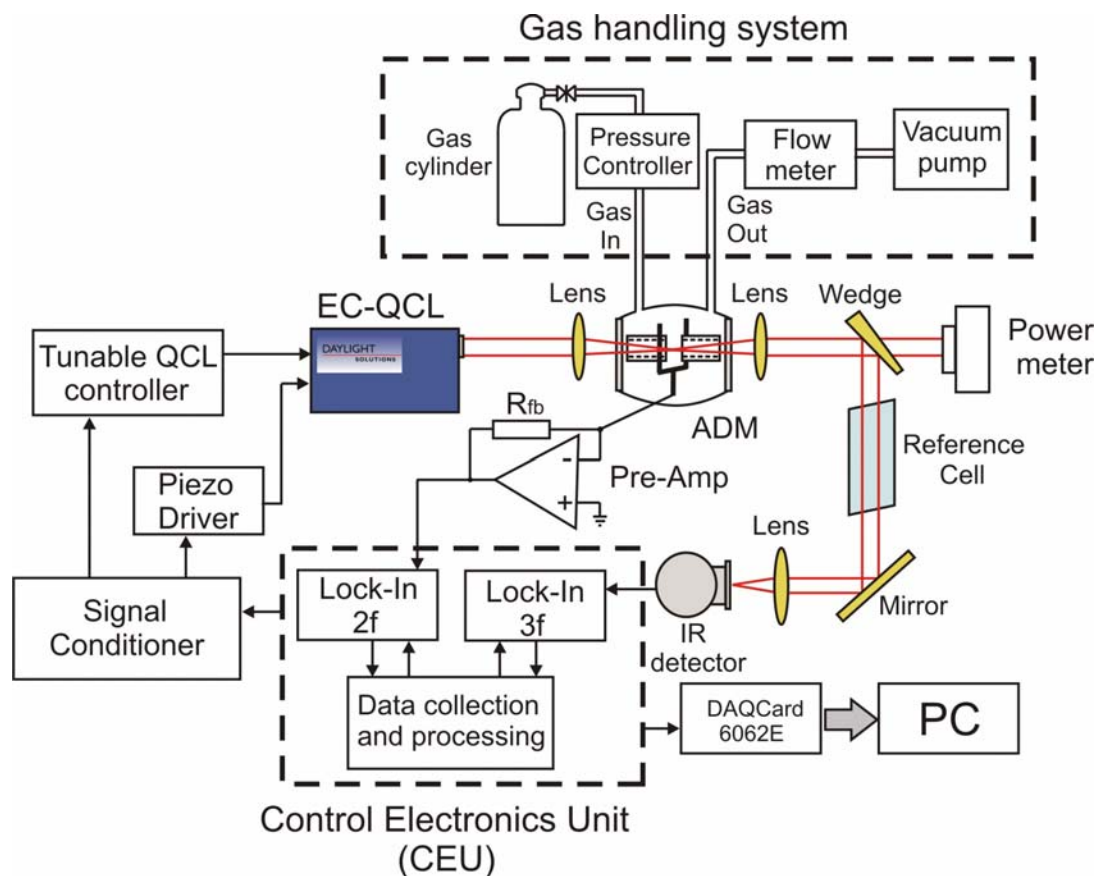 Gas handling system
Gas
cylinder
Pressure
Controller
Flow
meter
Vacuum
pump
Gas
In
Gas
Out
EC-QCL
Lens
Lens
Wedge
Power
meter
Tunable QCL
controller
DAYLIGHT
SOLUTIONS
ADM
Rfb
-
+
Pre-Amp
Reference
Cell
Piezo
Driver
Lens
Mirror
IR
detector
Signal
Conditioner
Lock-In
2f
Lock-In
3f
Data collection
and processing
DAQCard
6062E
PC
Control Electronics Unit
(CEU)